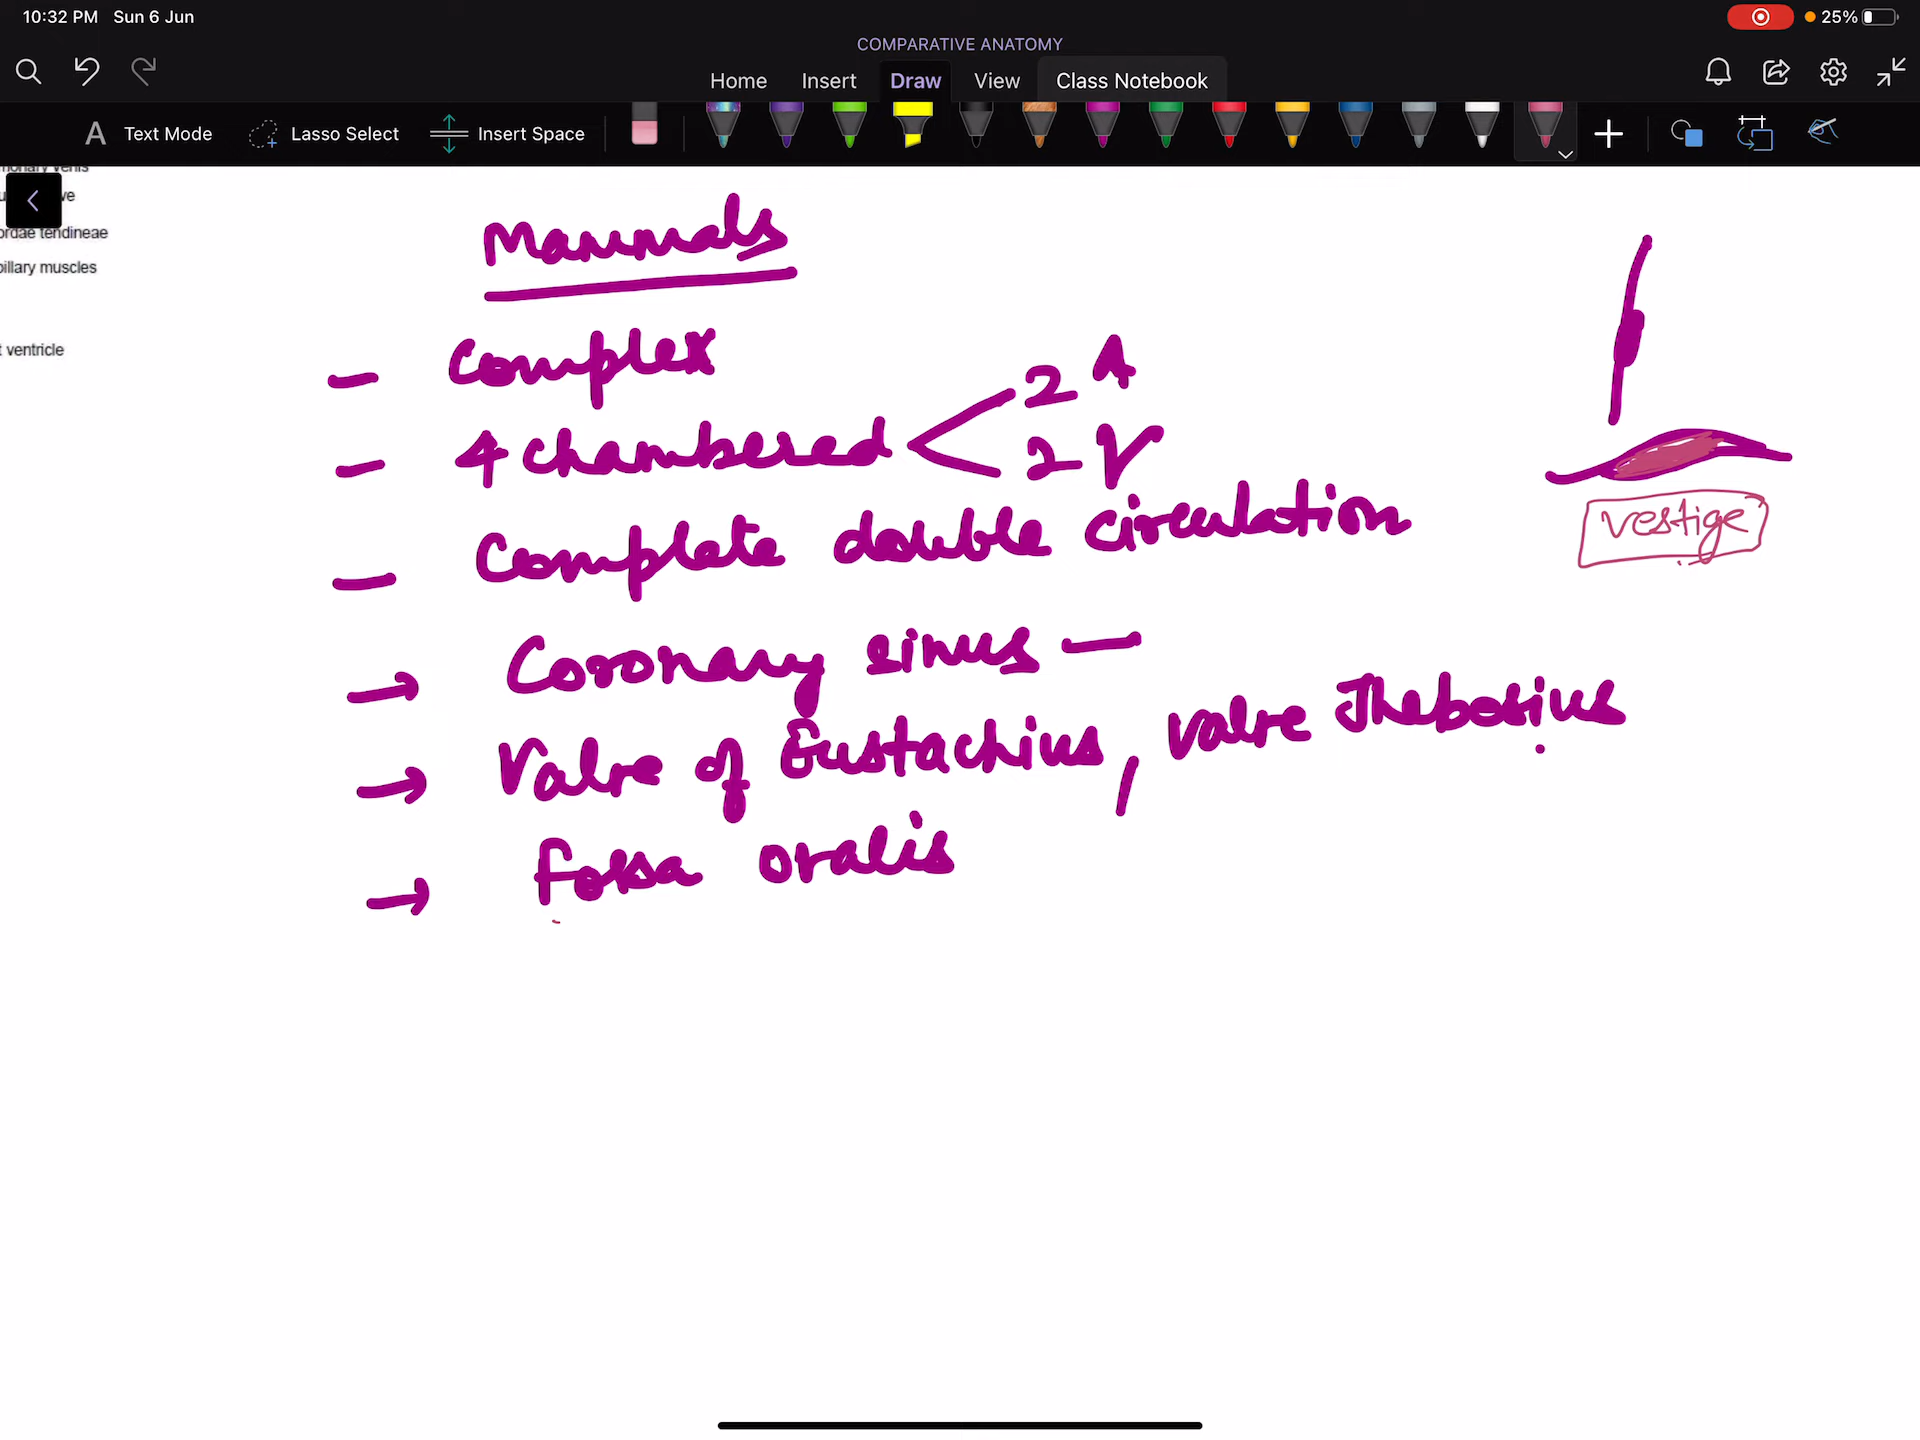 10:32 PM Sun 6 Jun
25%
COMPARATIVE ANATOMY
Home Insert Draw View Class Notebook
A Text Mode Lasso Select Insert Space
ordae tendineae
pillary muscles
ventricle
Mammals
- Complex
- 4 chambered < 2 A
2 V
- Complete double circulation
→ Coronary sinus —
→ Valve of Eustachius, valve Thebosius
→ Fossa ovalis
vestige